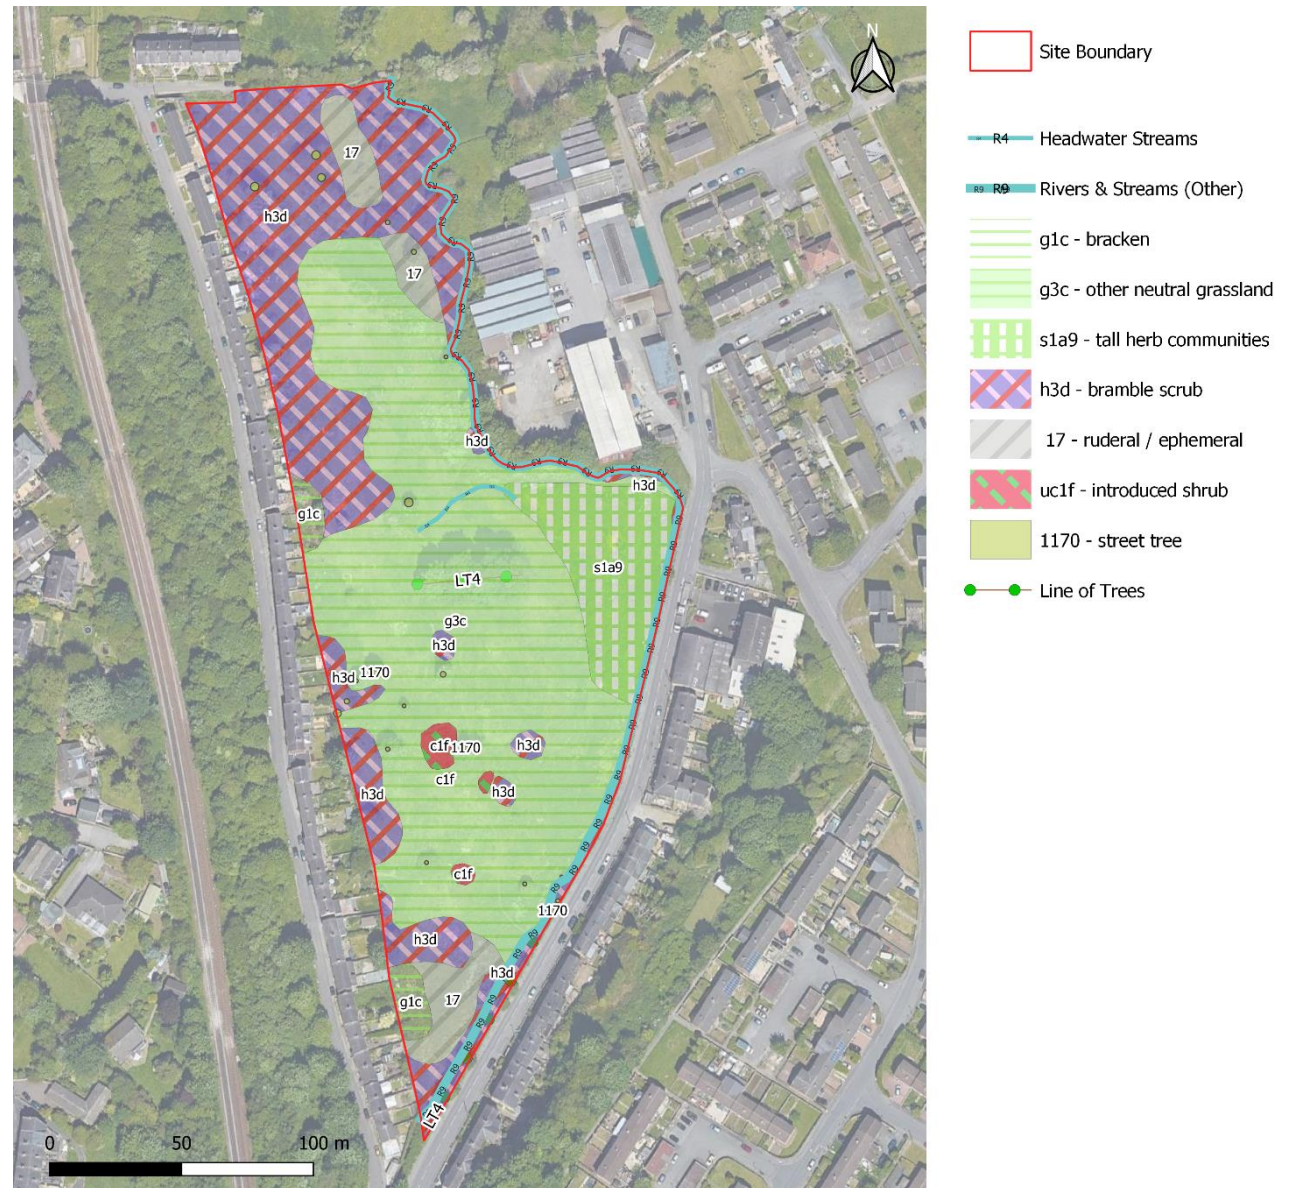 N
17
h3d
17
h3d
h3d
g1c
s1a9
LT4
g3c
h3d
h3d
1170
c1f
1170
h3d
c1f
h3d
h3d
c1f
1170
h3d
h3d
g1c
17
LT4
R9
0 50 100 m
Site Boundary
R4 Headwater Streams
R9 R9 Rivers & Streams (Other)
g1c - bracken
g3c - other neutral grassland
s1a9 - tall herb communities
h3d - bramble scrub
17 - ruderal / ephemeral
uc1f - introduced shrub
1170 - street tree
Line of Trees